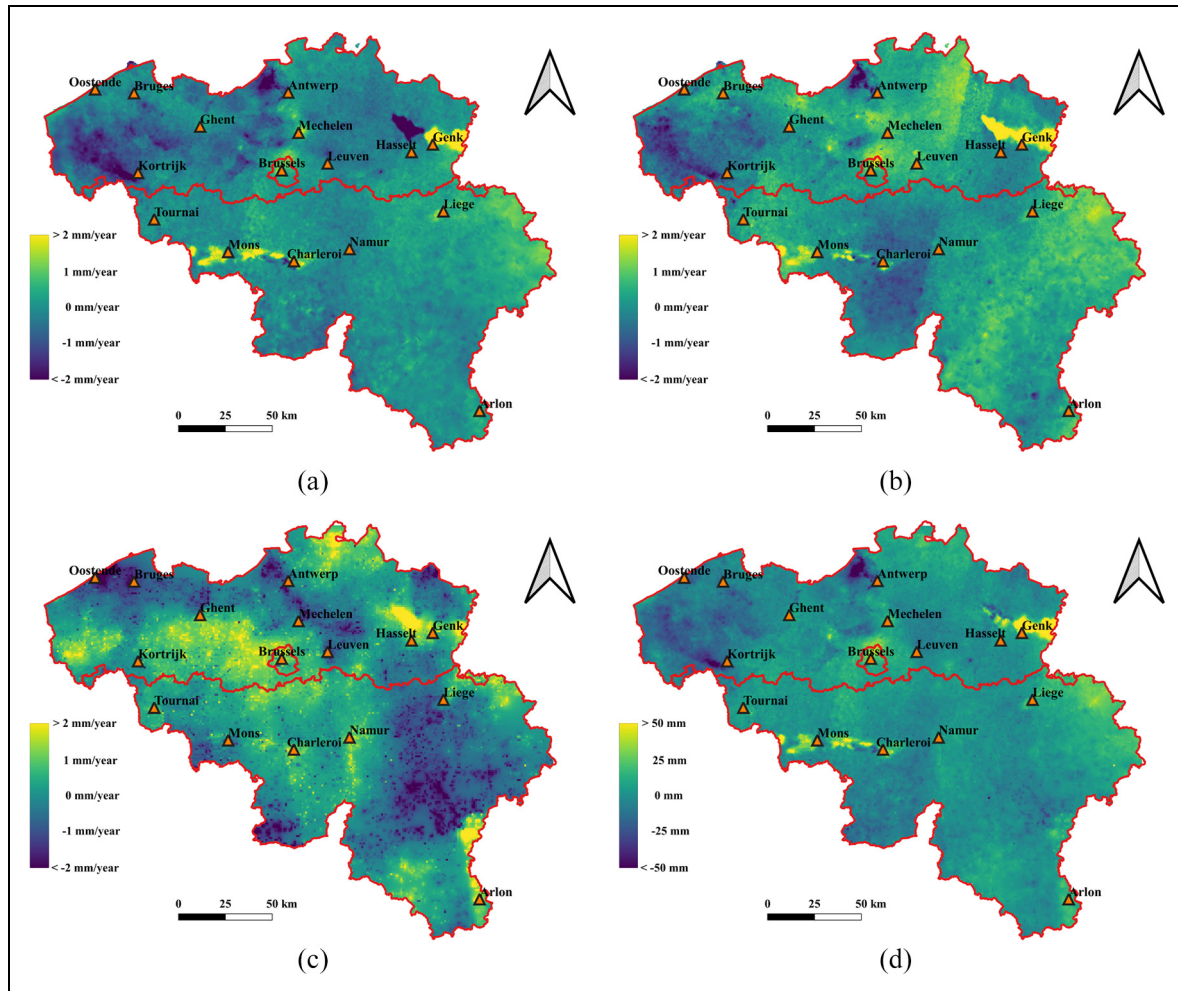 Oostende
Bruges
Antwerp
Ghent
Mechelen
Genk
Hasselt
Kortrijk
Brussels
Leuven
Tournai
Liege
> 2 mm/year
Mons
Namur
1 mm/year
Charleroi
0 mm/year
-1 mm/year
< -2 mm/year
Arlon
0 25 50 km
(a)
Oostende
Bruges
Antwerp
Ghent
Mechelen
Genk
Hasselt
Kortrijk
Brussels
Leuven
Tournai
Liege
> 2 mm/year
Mons
Namur
1 mm/year
Charleroi
0 mm/year
-1 mm/year
< -2 mm/year
Arlon
0 25 50 km
(b)
Oostende
Bruges
Antwerp
Ghent
Mechelen
Genk
Hasselt
Kortrijk
Brussels
Leuven
Tournai
Liege
> 2 mm/year
Mons
Namur
1 mm/year
Charleroi
0 mm/year
-1 mm/year
< -2 mm/year
Arlon
0 25 50 km
(c)
Oostende
Bruges
Antwerp
Ghent
Mechelen
Genk
Hasselt
Kortrijk
Brussels
Leuven
Tournai
Liege
> 50 mm
Mons
Namur
25 mm
Charleroi
0 mm
-25 mm
< -50 mm
Arlon
0 25 50 km
(d)